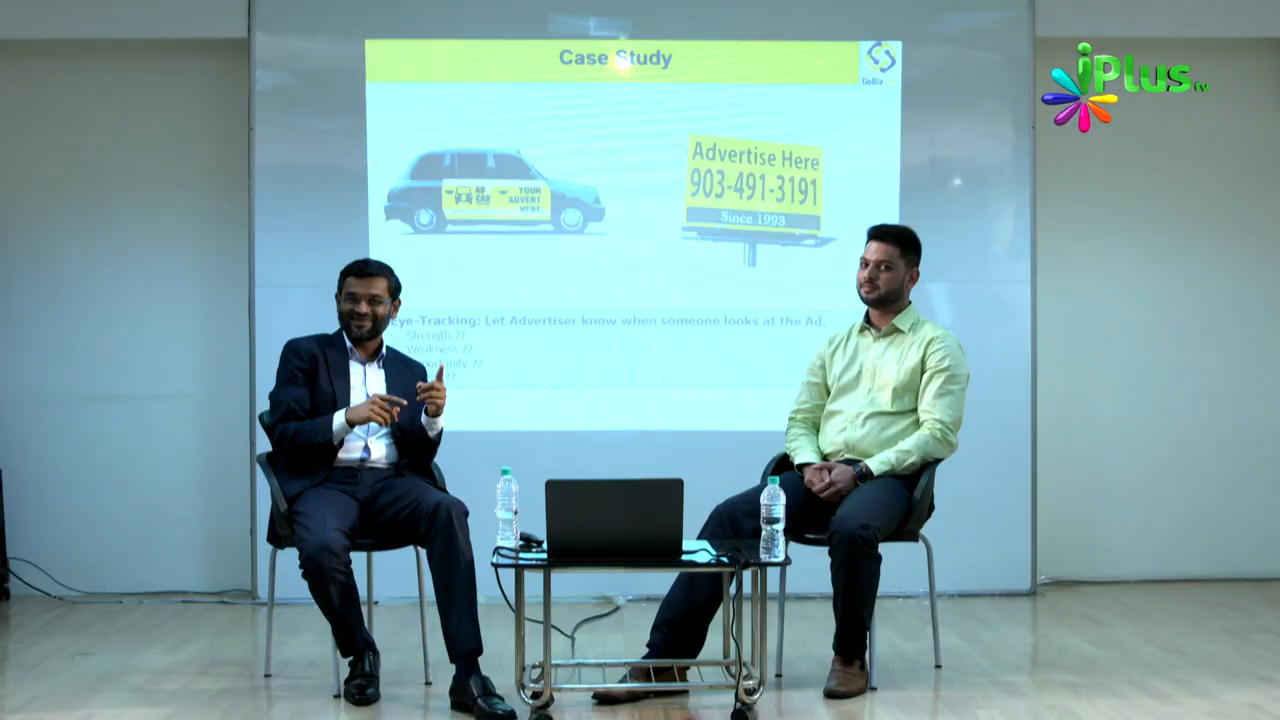 Case Study
GoBiz
iPlus tv
AD
CAB
YOUR
ADVERT
HERE
Advertise Here
903-491-3191
Since 1993
Eye-Tracking: Let Advertiser know when someone looks at the Ad.
Strength ??
Weakness ??
??